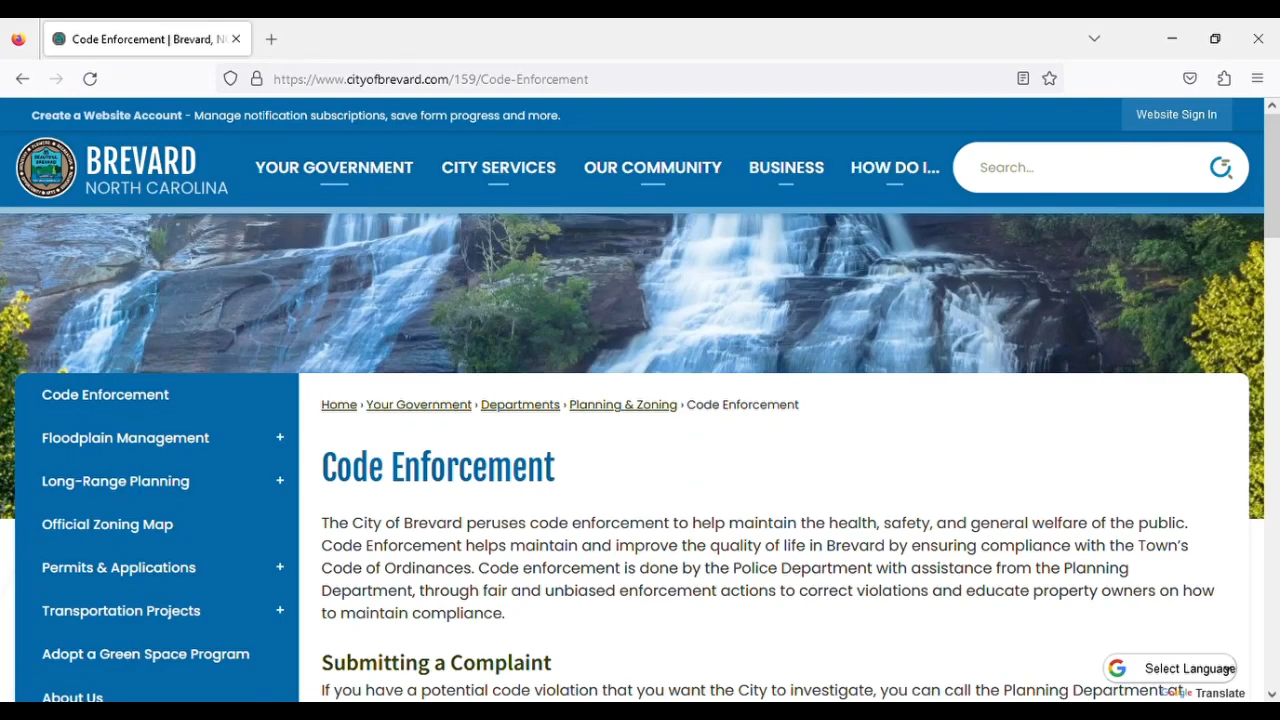 Code Enforcement | Brevard, N
https://www.cityofbrevard.com/159/Code-Enforcement
Create a Website Account - Manage notification subscriptions, save form progress and more.
Website Sign In
BREVARD
NORTH CAROLINA
YOUR GOVERNMENT
CITY SERVICES
OUR COMMUNITY
BUSINESS
HOW DO I...
Search...
Code Enforcement
Floodplain Management +
Long-Range Planning +
Official Zoning Map
Permits & Applications +
Transportation Projects +
Adopt a Green Space Program
About Us
Home › Your Government › Departments › Planning & Zoning › Code Enforcement
Code Enforcement
The City of Brevard peruses code enforcement to help maintain the health, safety, and general welfare of the public.
Code Enforcement helps maintain and improve the quality of life in Brevard by ensuring compliance with the Town's
Code of Ordinances. Code enforcement is done by the Police Department with assistance from the Planning
Department, through fair and unbiased enforcement actions to correct violations and educate property owners on how
to maintain compliance.
Submitting a Complaint
If you have a potential code violation that you want the City to investigate, you can call the Planning Department at
Select Language
Google Translate